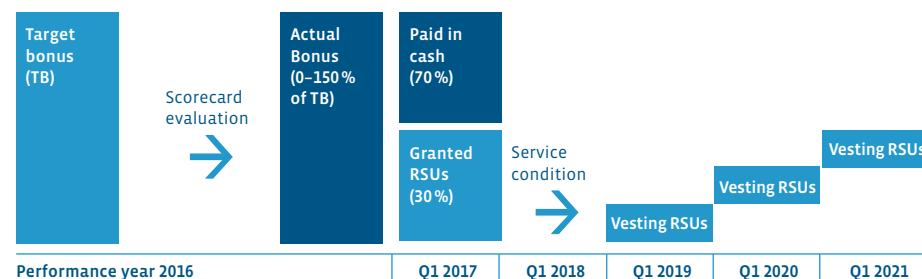 Target
bonus
(TB)
Scorecard
evaluation
Actual
Bonus
(0–150 %
of TB)
Paid in
cash
(70 %)
Granted
RSUs
(30 %)
Service
condition
Vesting RSUs
Vesting RSUs
Vesting RSUs
Performance year 2016
Q1 2017
Q1 2018
Q1 2019
Q1 2020
Q1 2021